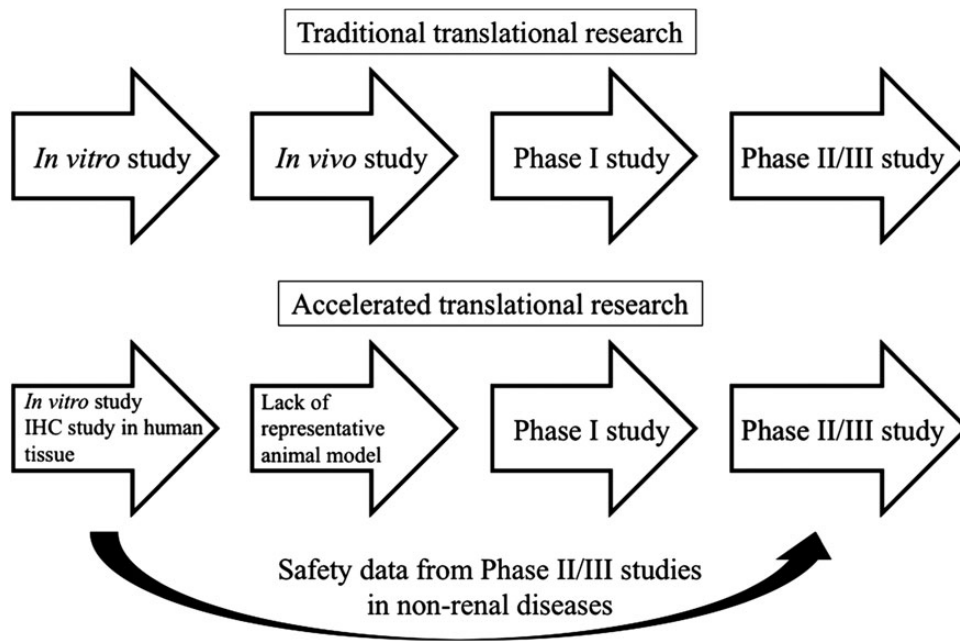 Traditional translational research
In vitro study
In vivo study
Phase I study
Phase II/III study
Accelerated translational research
In vitro study
IHC study in human
tissue
Lack of
representative
animal model
Phase I study
Phase II/III study
Safety data from Phase II/III studies
in non-renal diseases